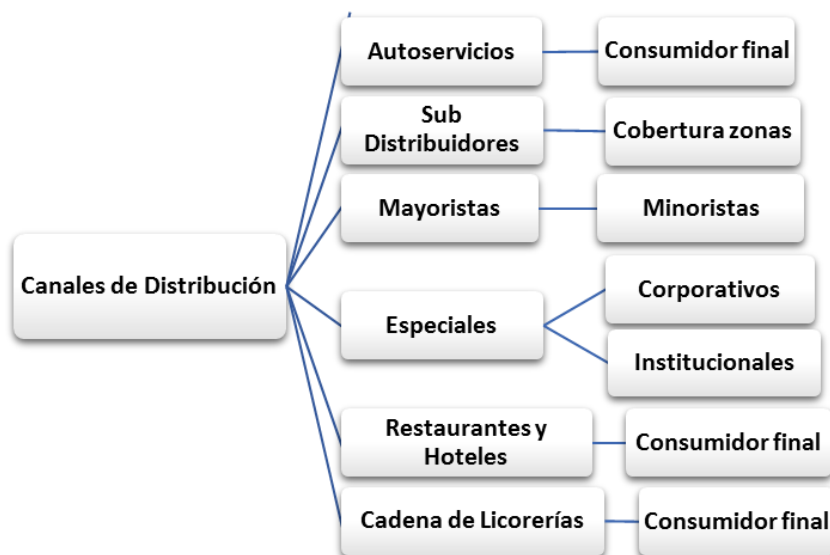 Autoservicios
Consumidor final
Sub
Distribuidores
Cobertura zonas
Mayoristas
Minoristas
Canales de Distribución
Especiales
Corporativos
Institucionales
Restaurantes y
Hoteles
Consumidor final
Cadena de Licorerías
Consumidor final